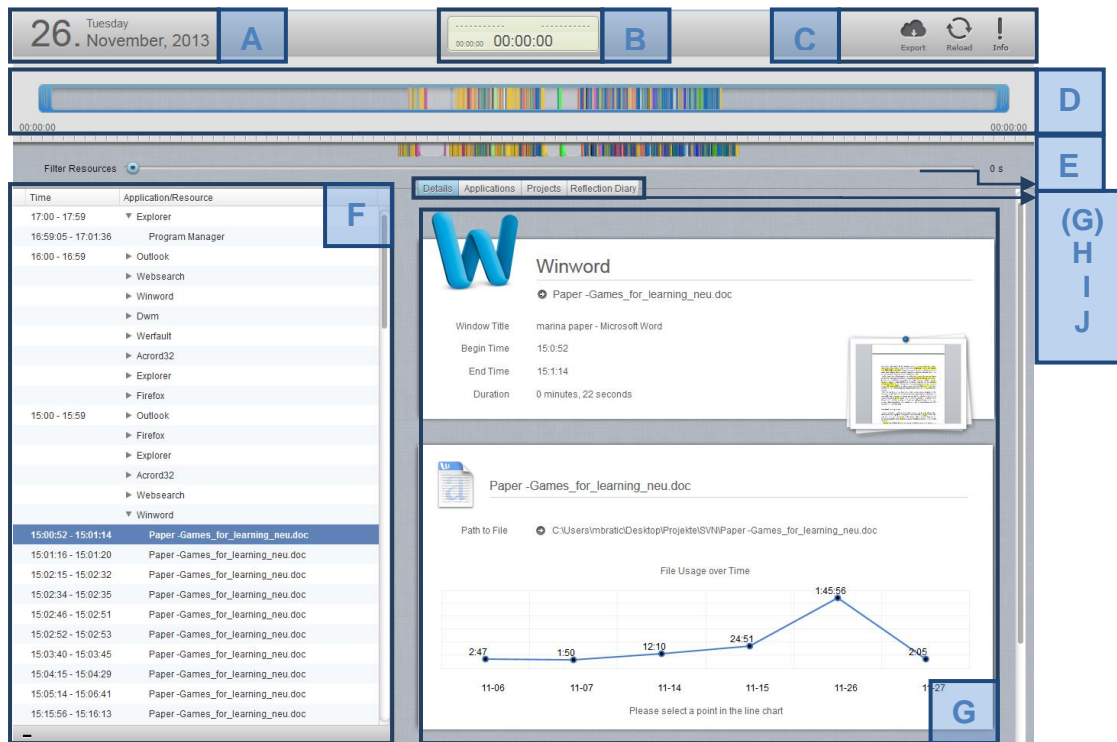 26. Tuesday
November, 2013
A
00:00:00 00:00:00
B
C
Export Reload Info
00:00:00 00:00:00
D
Filter Resources 0 s
E
Time Application/Resource
F
17:00 - 17:59 Explorer
16:59:05 - 17:01:36 Program Manager
16:00 - 16:59 Outlook
Websearch
Winword
Dwm
Werfault
Acrord32
Explorer
Firefox
15:00 - 15:59 Outlook
Firefox
Explorer
Acrord32
Websearch
Winword
15:00:52 - 15:01:14 Paper -Games_for_learning_neu.doc
15:01:16 - 15:01:20 Paper -Games_for_learning_neu.doc
15:02:15 - 15:02:32 Paper -Games_for_learning_neu.doc
15:02:34 - 15:02:35 Paper -Games_for_learning_neu.doc
15:02:46 - 15:02:51 Paper -Games_for_learning_neu.doc
15:02:52 - 15:02:53 Paper -Games_for_learning_neu.doc
15:03:40 - 15:03:45 Paper -Games_for_learning_neu.doc
15:04:15 - 15:04:29 Paper -Games_for_learning_neu.doc
15:05:14 - 15:06:41 Paper -Games_for_learning_neu.doc
15:15:56 - 15:16:13 Paper -Games_for_learning_neu.doc
Details Applications Projects Reflection Diary
(G)
H
I
J
Winword
Paper -Games_for_learning_neu.doc
Window Title marina paper - Microsoft Word
Begin Time 15:0:52
End Time 15:1:14
Duration 0 minutes, 22 seconds
Paper -Games_for_learning_neu.doc
Path to File C:\Users\mbratic\Desktop\Projekte\SVN\Paper -Games_for_learning_neu.doc
File Usage over Time
2:47 1:50 12:10 24:51 1:45:56 2:05
11-06 11-07 11-14 11-15 11-26 11-27
Please select a point in the line chart
G